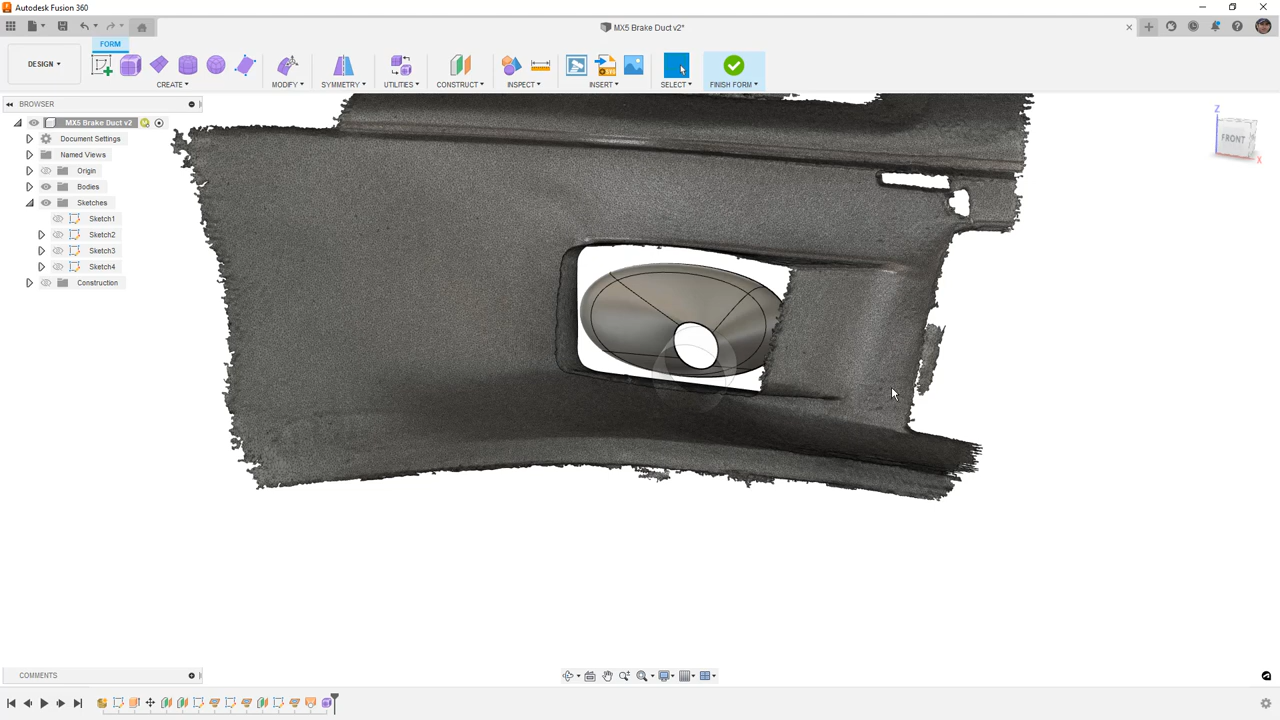 Autodesk Fusion 360
MX5 Brake Duct v2*
FORM
DESIGN
CREATE
MODIFY
SYMMETRY
UTILITIES
CONSTRUCT
INSPECT
INSERT
SELECT
FINISH FORM
BROWSER
MX5 Brake Duct v2
Document Settings
Named Views
Origin
Bodies
Sketches
Sketch1
Sketch2
Sketch3
Sketch4
Construction
Z
FRONT
X
COMMENTS